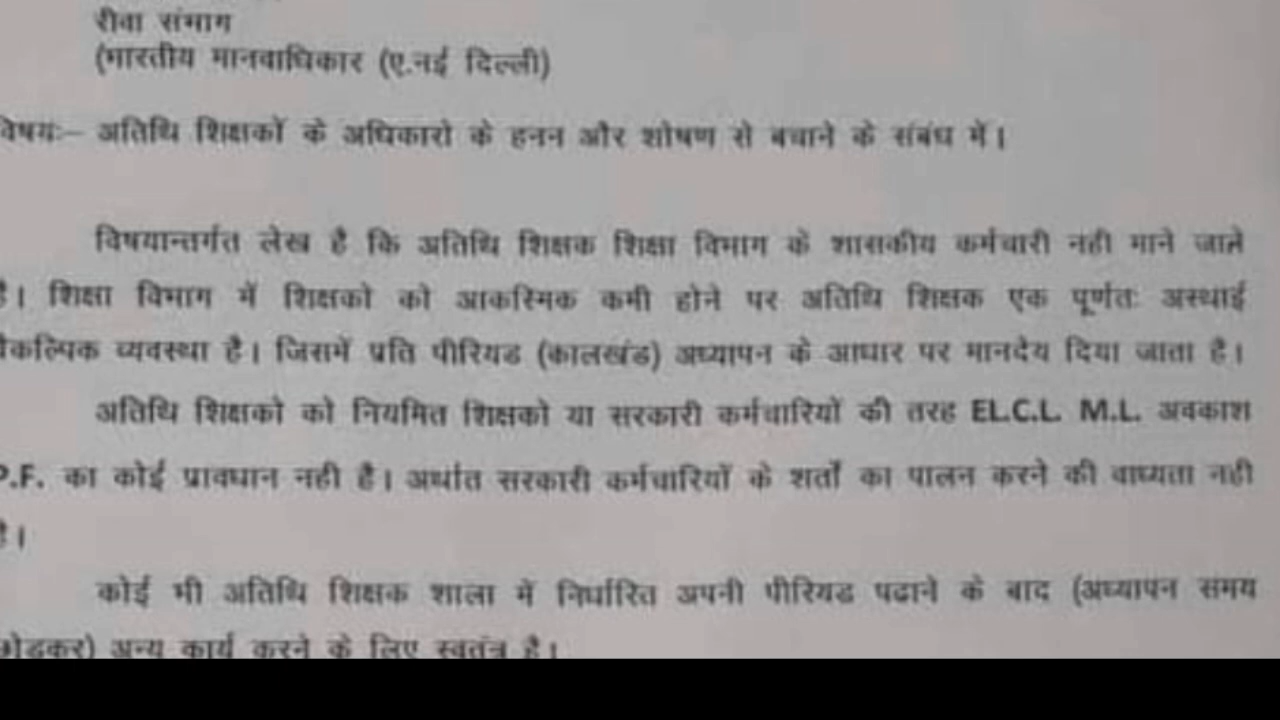 रीवा संभाग
(भारतीय मानवाधिकार (ए.नई दिल्ली)
विषयः– अतिथि शिक्षकों के अधिकारो के हनन और शोषण से बचाने के संबंध में।
विषयान्तर्गत लेख है कि अतिथि शिक्षक शिक्षा विभाग के शासकीय कर्मचारी नही माने जाते
है। शिक्षा विभाग में शिक्षको को आकस्मिक कमी होने पर अतिथि शिक्षक एक पूर्णतः अस्थाई
वैकल्पिक व्यवस्था है। जिसमें प्रति पीरियड (कालखंड) अध्यापन के आधार पर मानदेय दिया जाता है।
अतिथि शिक्षको को नियमित शिक्षको या सरकारी कर्मचारियों की तरह EL.C.L. M.L. अवकाश
P.F. का कोई प्रावधान नही है। अर्थात सरकारी कर्मचारियों के शर्तों का पालन करने की वाध्यता नही
है।
कोई भी अतिथि शिक्षक शाला में निर्धारित अपनी पीरियड पढाने के बाद (अध्यापन समय
छोडकर) अन्य कार्य करने के लिए स्वतंत्र है।